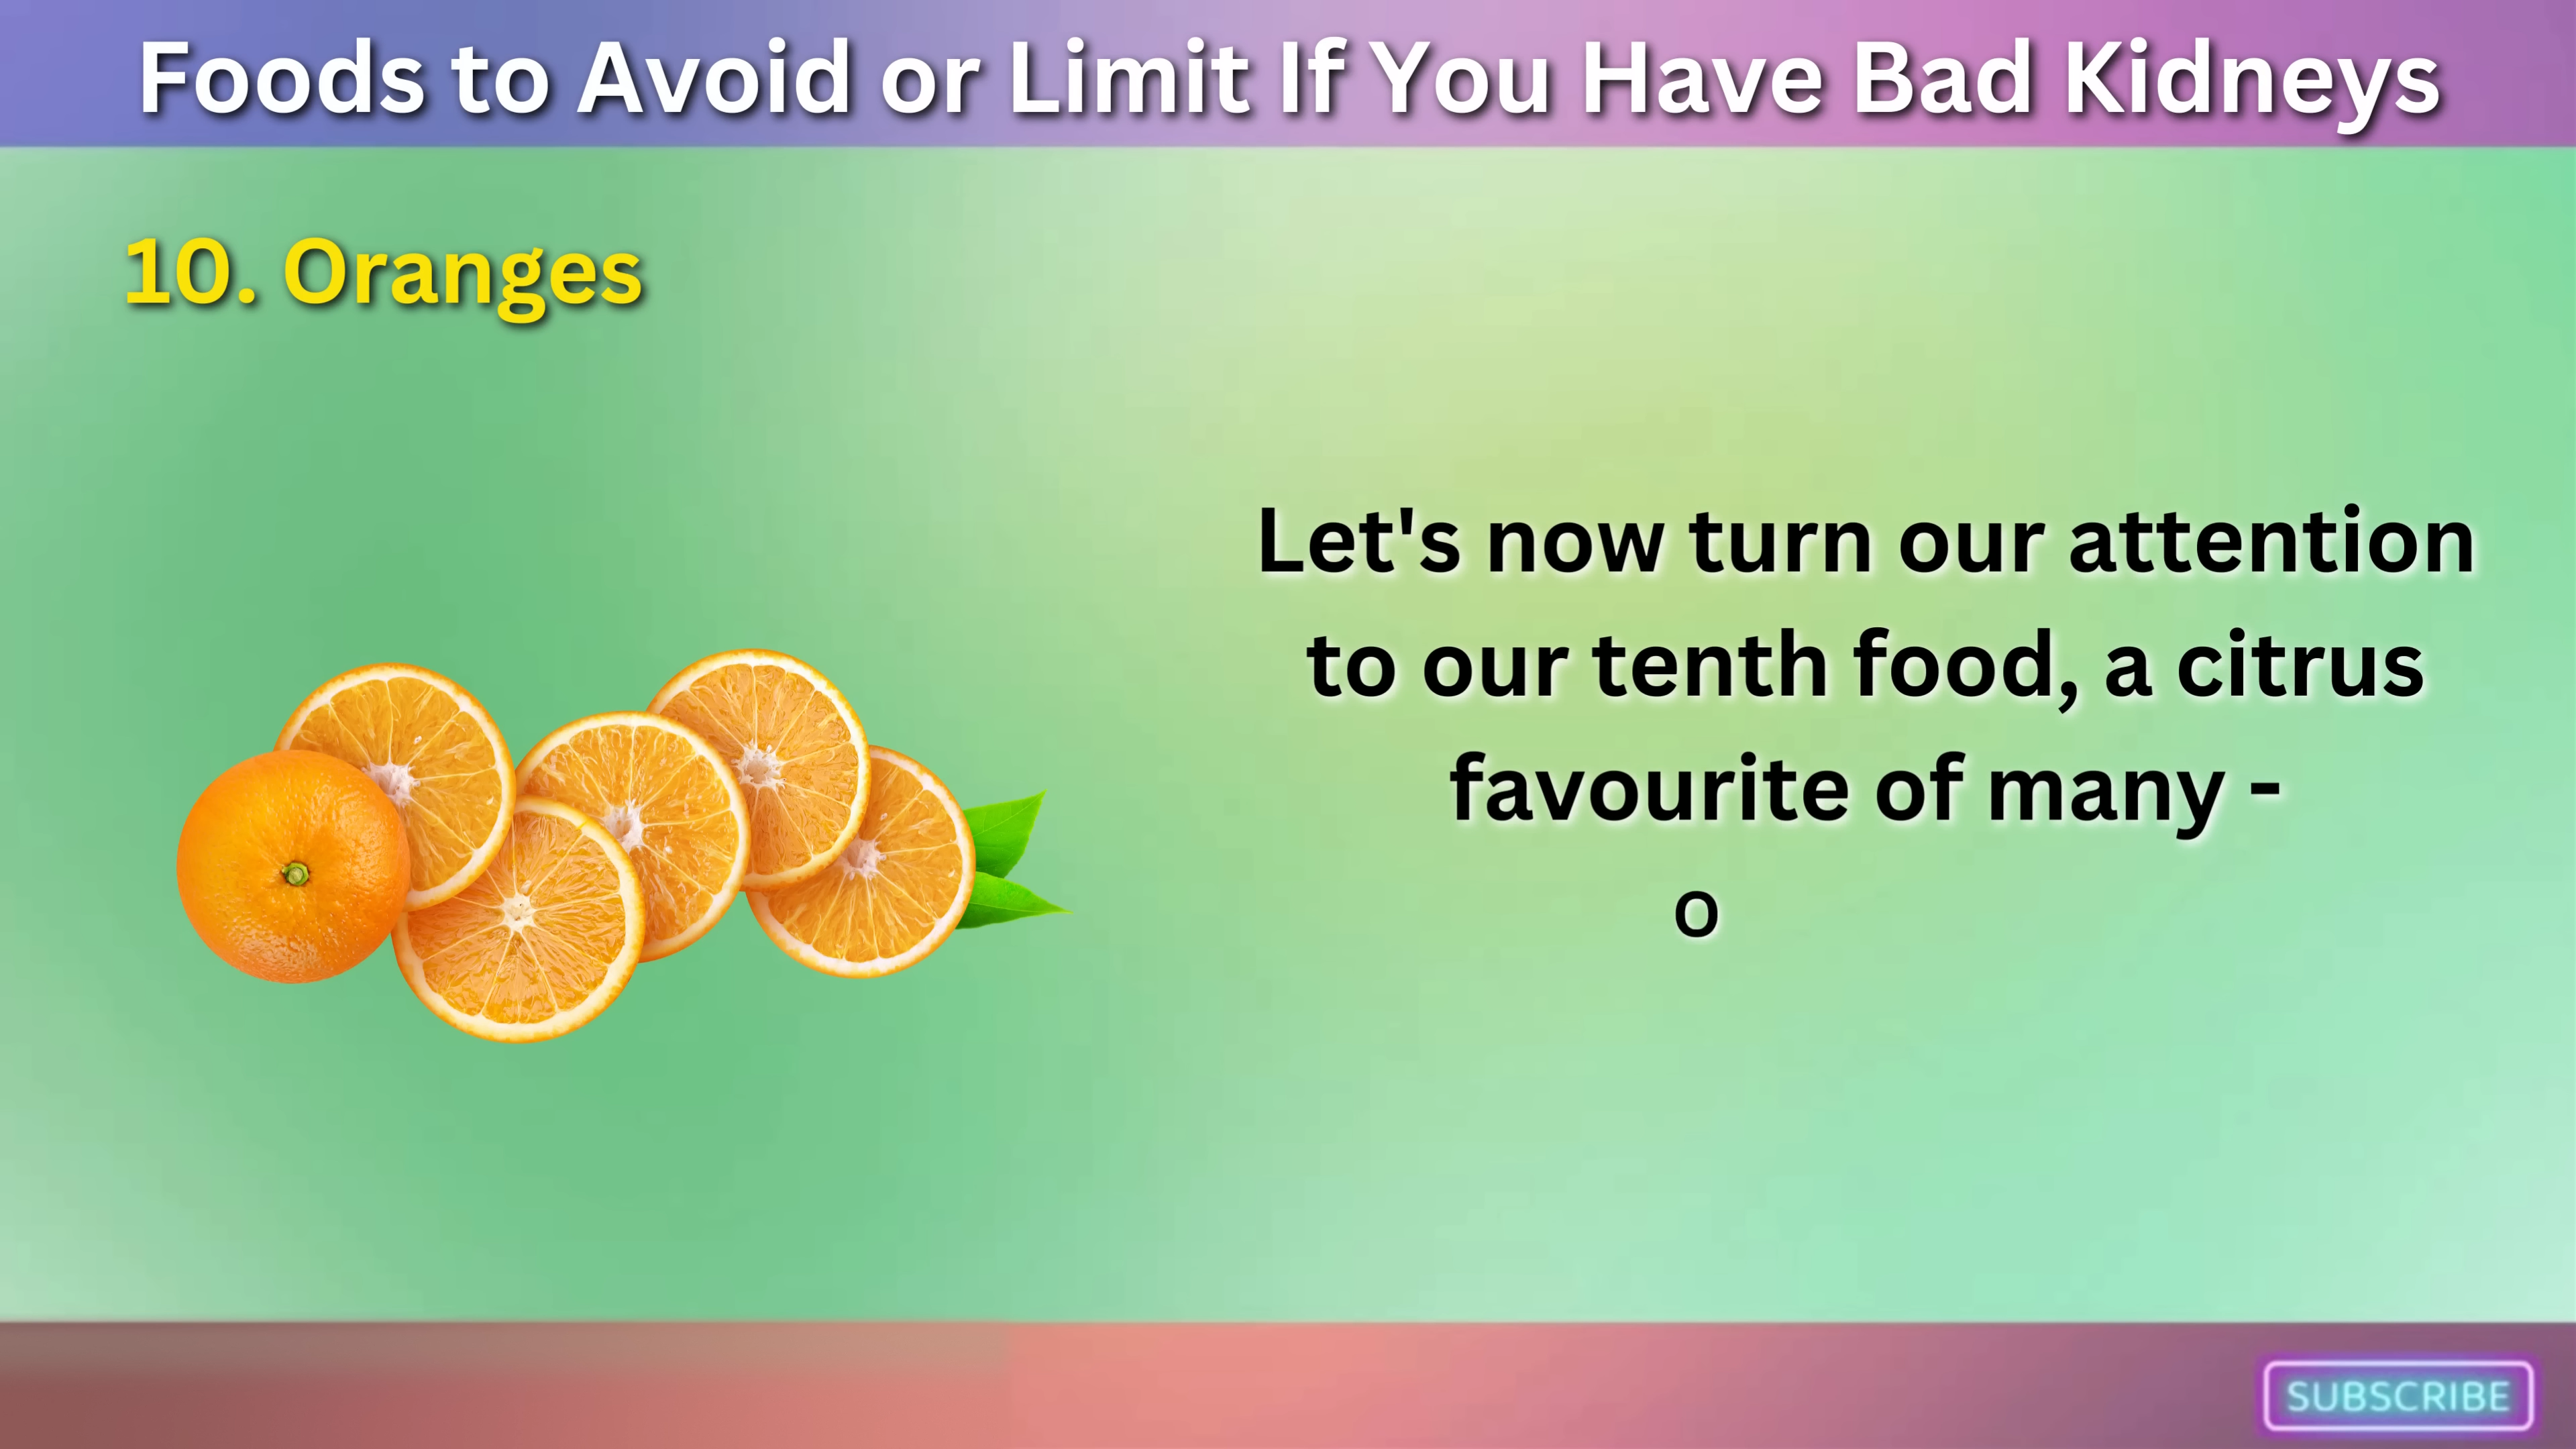 Foods to Avoid or Limit If You Have Bad Kidneys
10. Oranges
Let's now turn our attention
to our tenth food, a citrus
favourite of many -
o
SUBSCRIBE